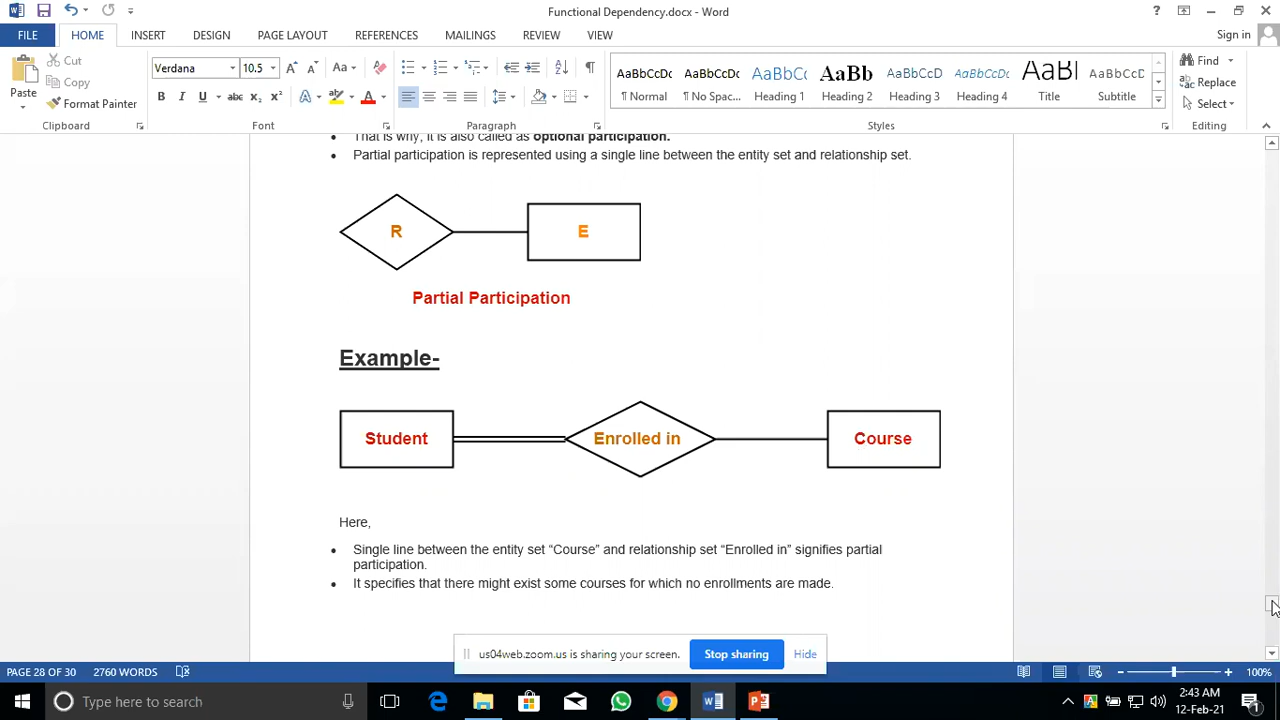 Functional Dependency.docx - Word
?
FILE HOME INSERT DESIGN PAGE LAYOUT REFERENCES MAILINGS REVIEW VIEW Sign in
Paste
Cut
Copy
Format Painter
Clipboard
Verdana 10.5
Aa
B I U abc x₂ x² A A
Font
Paragraph
AaBbCcDc AaBbCcDc AaBbCc AaBb AaBbCcD AaBbCcD AaBl AaBbCcD
¶ Normal ¶ No Spac... Heading 1 Heading 2 Heading 3 Heading 4 Title Subtitle
Styles
Find
Replace
Select
Editing
That is why, it is also called as optional participation.
Partial participation is represented using a single line between the entity set and relationship set.
R E
Partial Participation
Example-
Student Enrolled in Course
Here,
Single line between the entity set “Course” and relationship set “Enrolled in” signifies partial
participation.
It specifies that there might exist some courses for which no enrollments are made.
us04web.zoom.us is sharing your screen. Stop sharing Hide
PAGE 28 OF 30 2760 WORDS 100%
Type here to search
2:43 AM
12-Feb-21
1